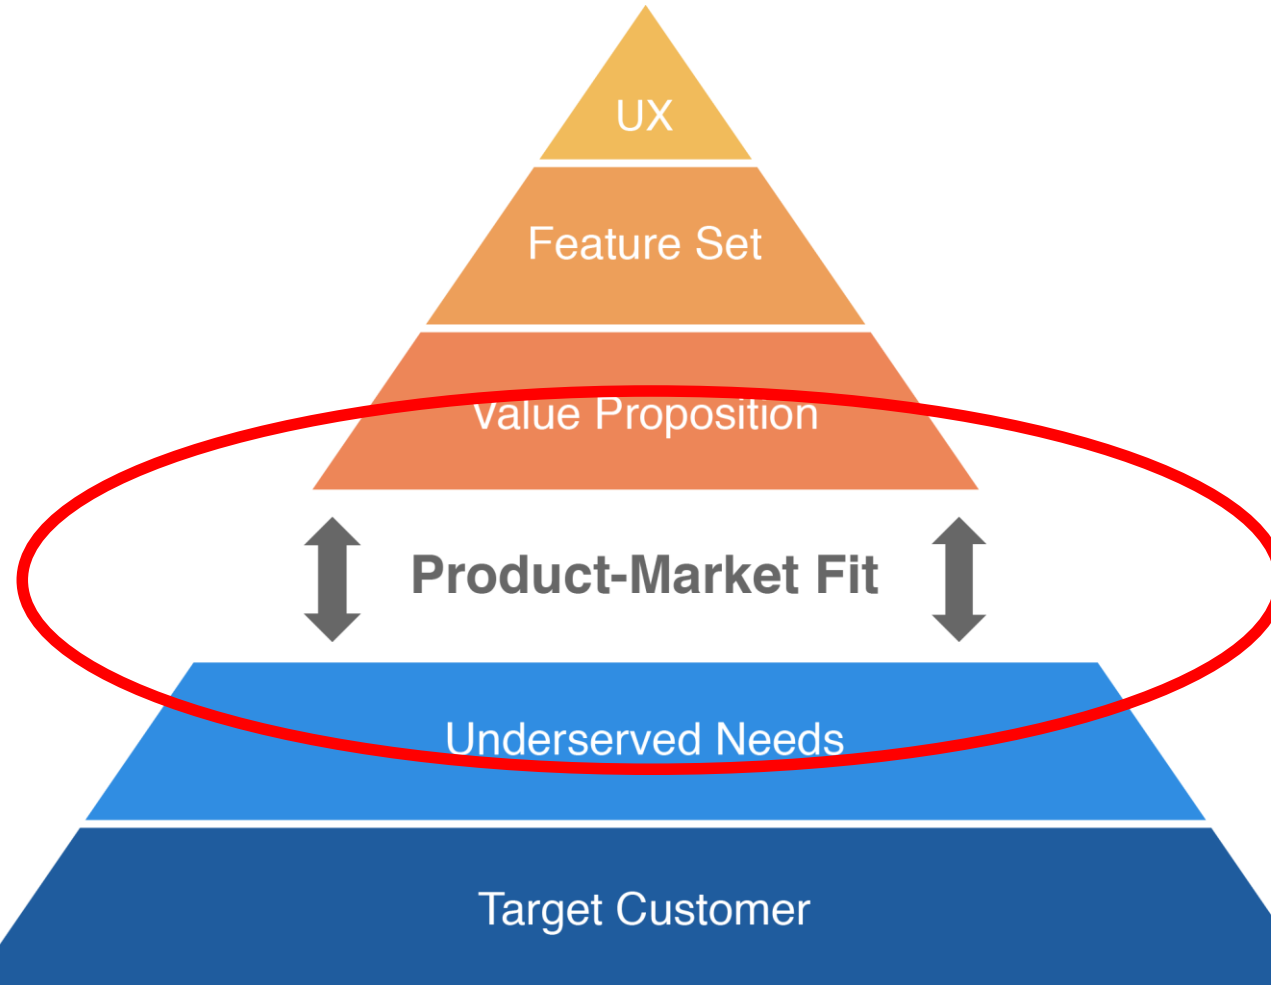 UX
Feature Set
Value Proposition
Product-Market Fit
Underserved Needs
Target Customer